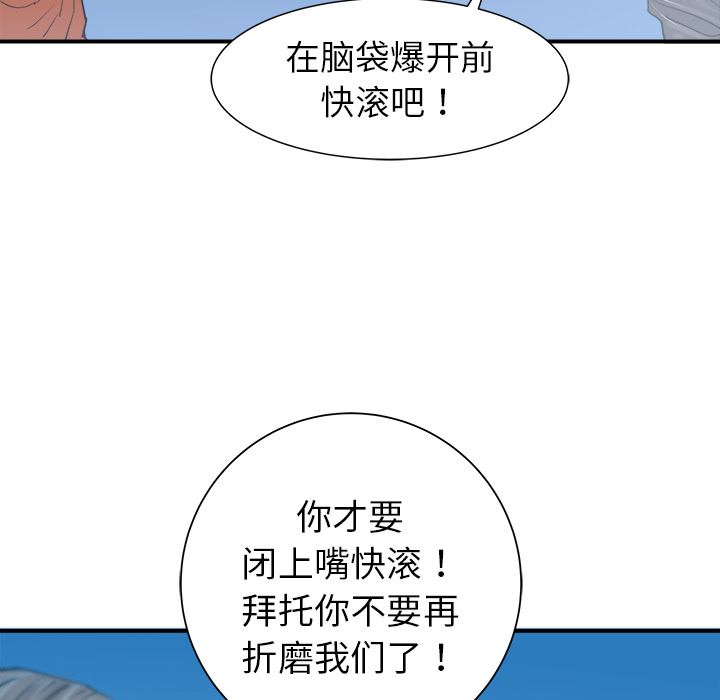 在脑袋爆开前
快滚吧！
你才要
闭上嘴快滚！
拜托你不要再
折磨我们了！